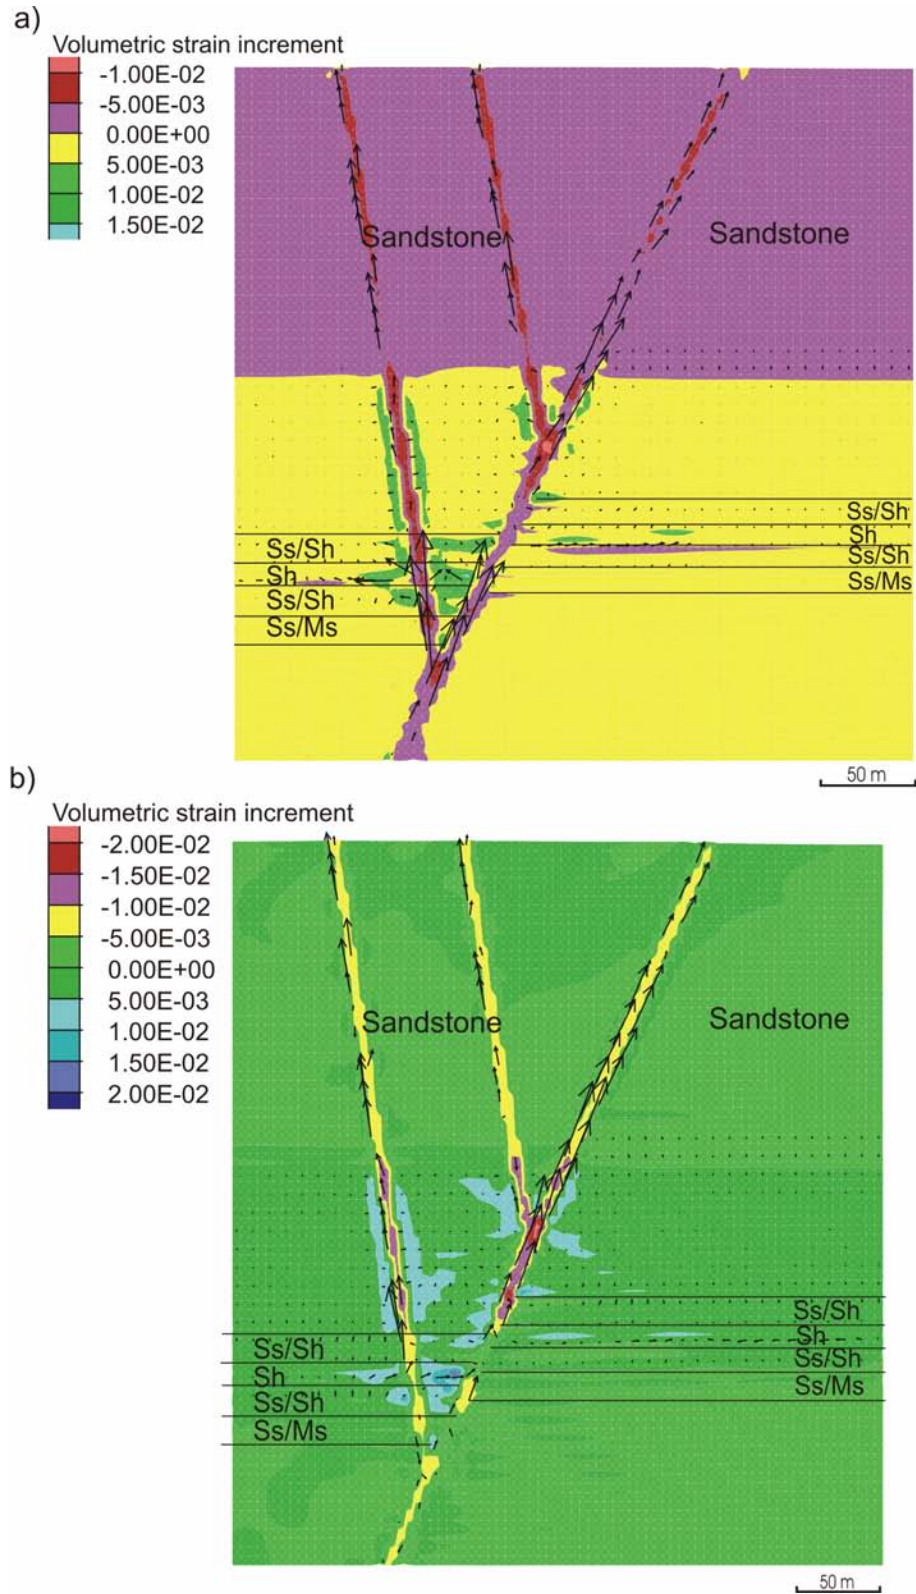 a)
Volumetric strain increment
-1.00E-02
-5.00E-03
0.00E+00
5.00E-03
1.00E-02
1.50E-02
Sandstone
Sandstone
Ss/Sh
Sh
Ss/Sh
Ss/Ms
Ss/Sh
Sh
Ss/Sh
Ss/Ms
50 m
b)
Volumetric strain increment
-2.00E-02
-1.50E-02
-1.00E-02
-5.00E-03
0.00E+00
5.00E-03
1.00E-02
1.50E-02
2.00E-02
Sandstone
Sandstone
Ss/Sh
Sh
Ss/Sh
Ss/Ms
Ss/Sh
Sh
Ss/Sh
Ss/Ms
50 m